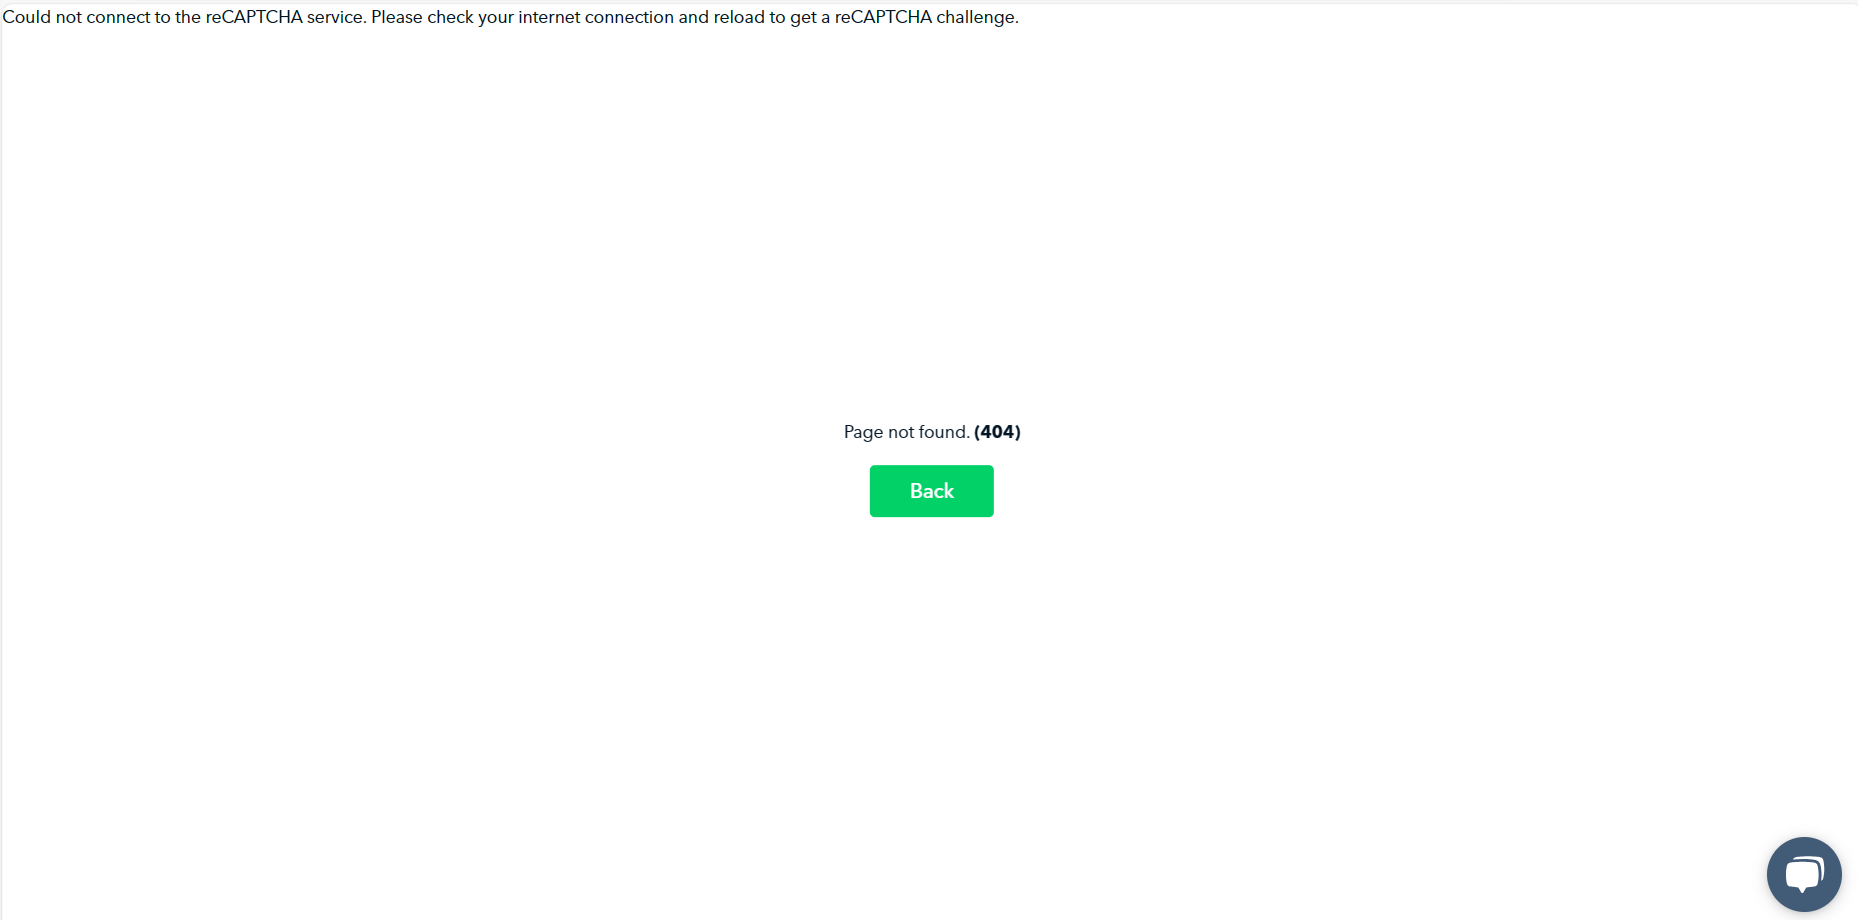 Could not connect to the reCAPTCHA service. Please check your internet connection and reload to get a reCAPTCHA challenge.
Page not found. (404)
Back